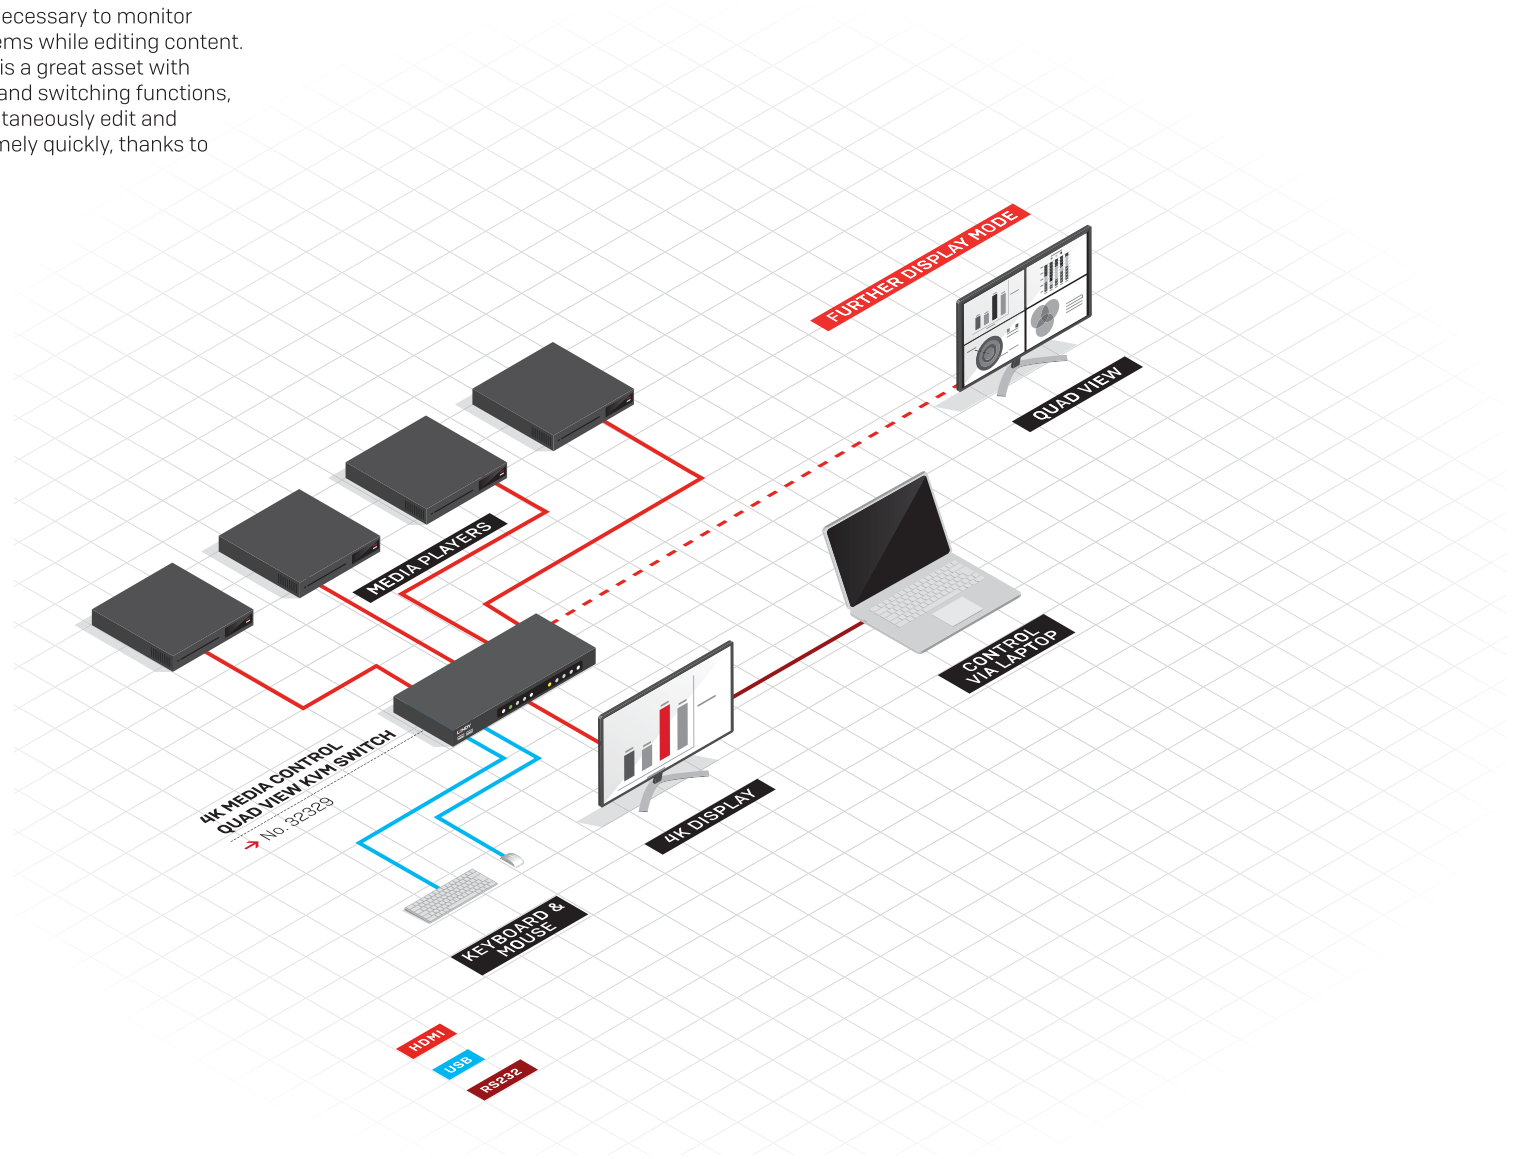 ecessary to monitor
ems while editing content.
is a great asset with
and switching functions,
taneously edit and
mely quickly, thanks to
FURTHER DISPLAY MODE
QUAD VIEW
MEDIA PLAYERS
CONTROL
VIA LAPTOP
LINDY
4K MEDIA CONTROL
QUAD VIEW KVM SWITCH
No. 32329
4K DISPLAY
KEYBOARD &
MOUSE
HDMI
USB
RS232